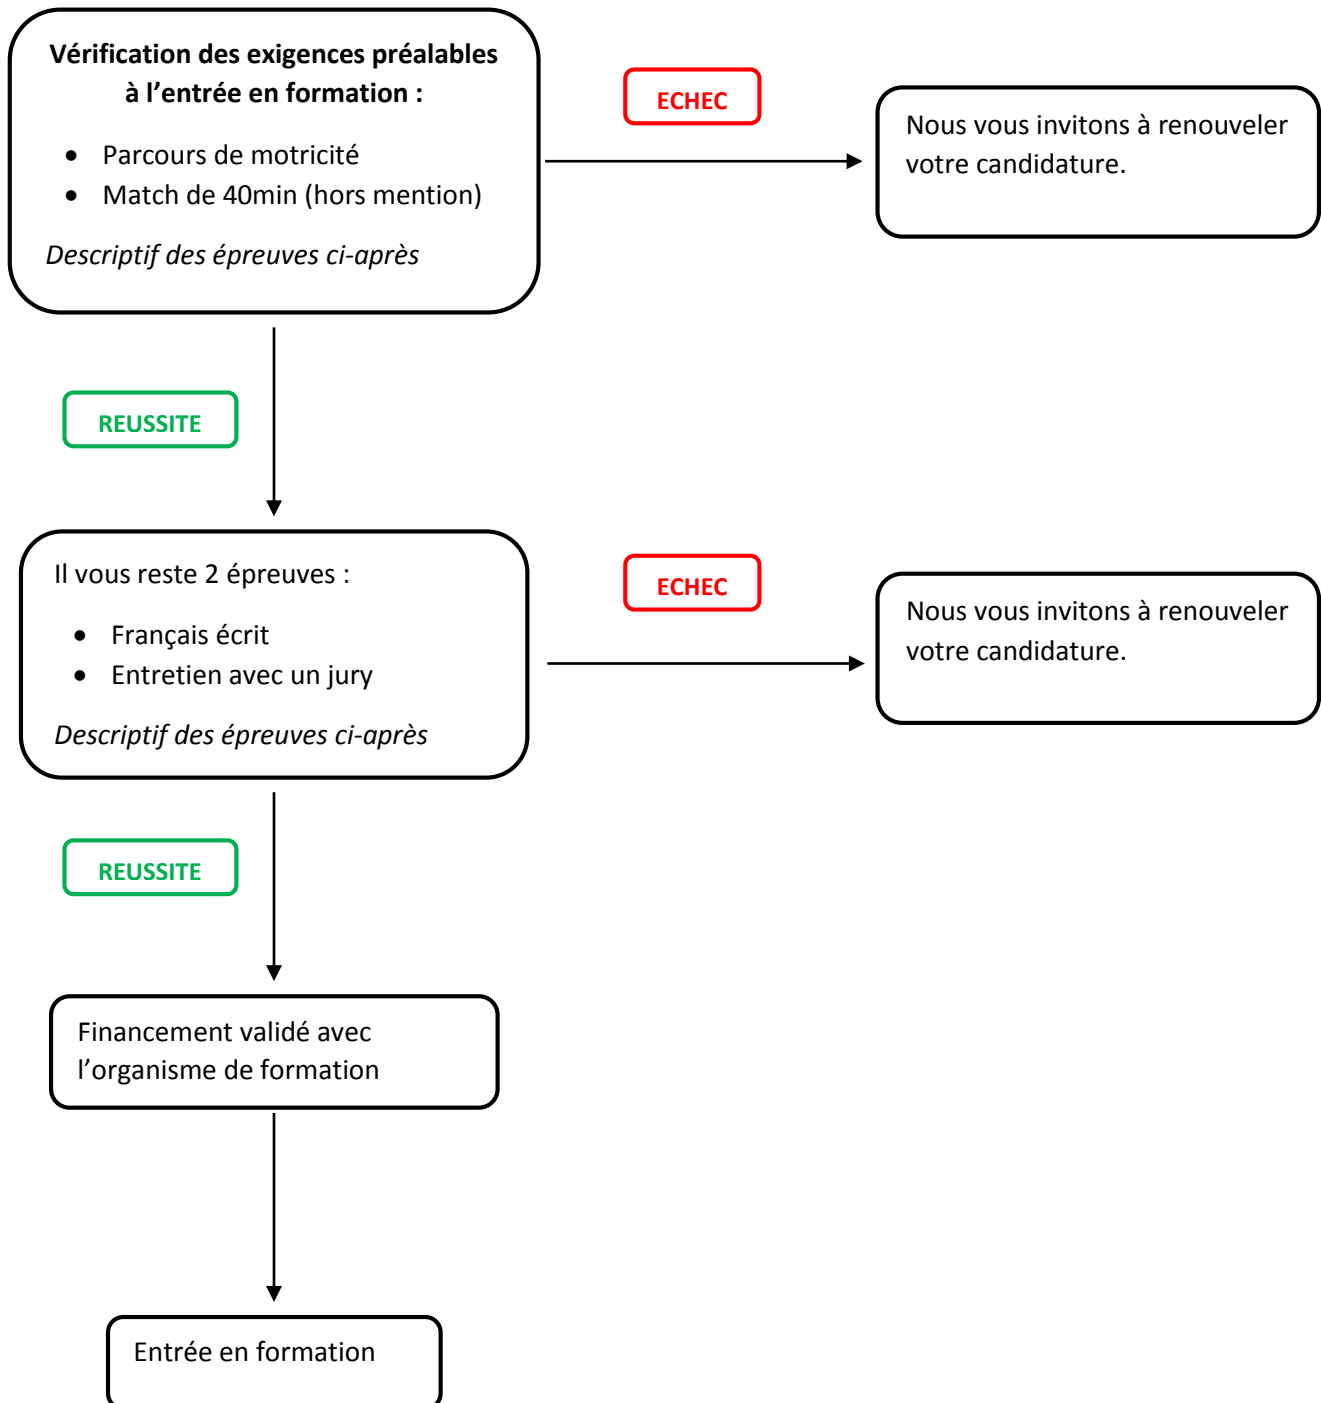 Vérification des exigences préalables
à l’entrée en formation :
• Parcours de motricité
• Match de 40min (hors mention)
Descriptif des épreuves ci-après
ECHEC
Nous vous invitons à renouveler
votre candidature.
REUSSITE
Il vous reste 2 épreuves :
• Français écrit
• Entretien avec un jury
Descriptif des épreuves ci-après
ECHEC
Nous vous invitons à renouveler
votre candidature.
REUSSITE
Financement validé avec
l’organisme de formation
Entrée en formation